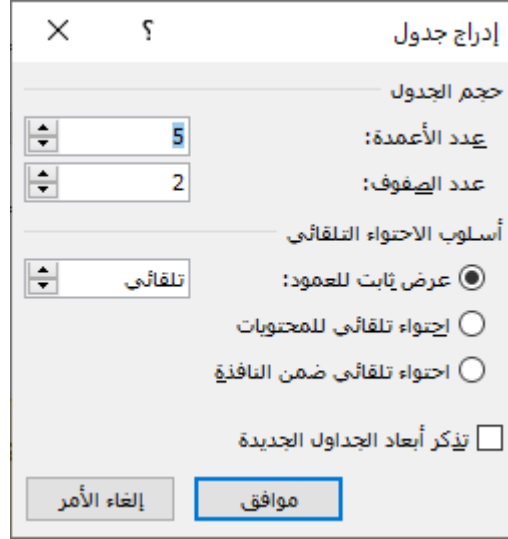 إدراج جدول ؟
حجم الجدول
عدد الأعمدة: 5
عدد الصفوف: 2
أسلوب الاحتواء التلقائي
عرض ثابت للعمود: تلقائي
احتواء تلقائي للمحتويات
احتواء تلقائي ضمن النافذة
تذكر أبعاد الجداول الجديدة
موافق إلغاء الأمر